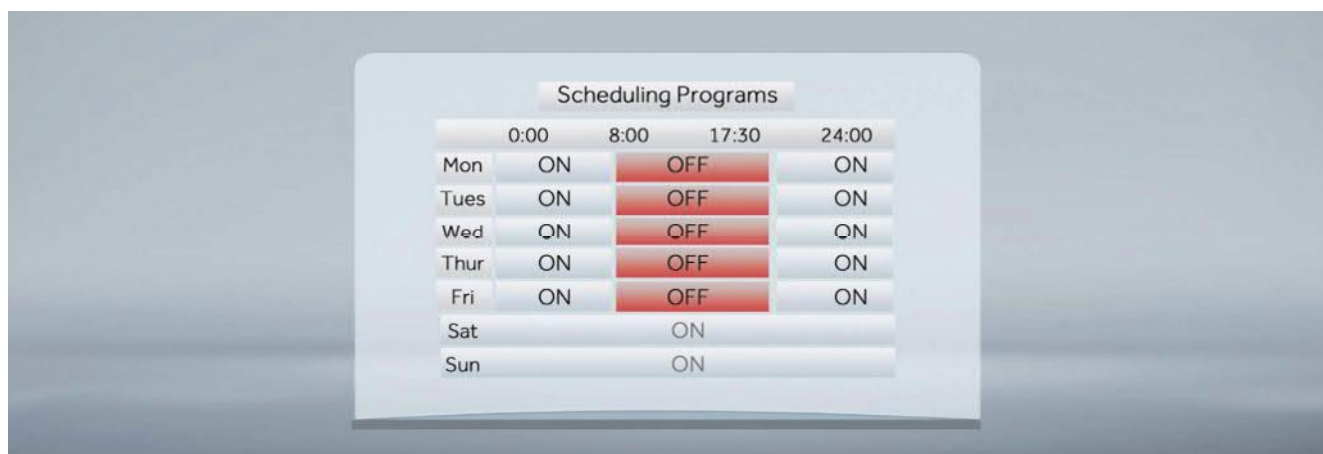 Scheduling Programs
0:00 8:00 17:30 24:00
Mon ON OFF ON
Tues ON OFF ON
Wed ON OFF ON
Thur ON OFF ON
Fri ON OFF ON
Sat ON
Sun ON